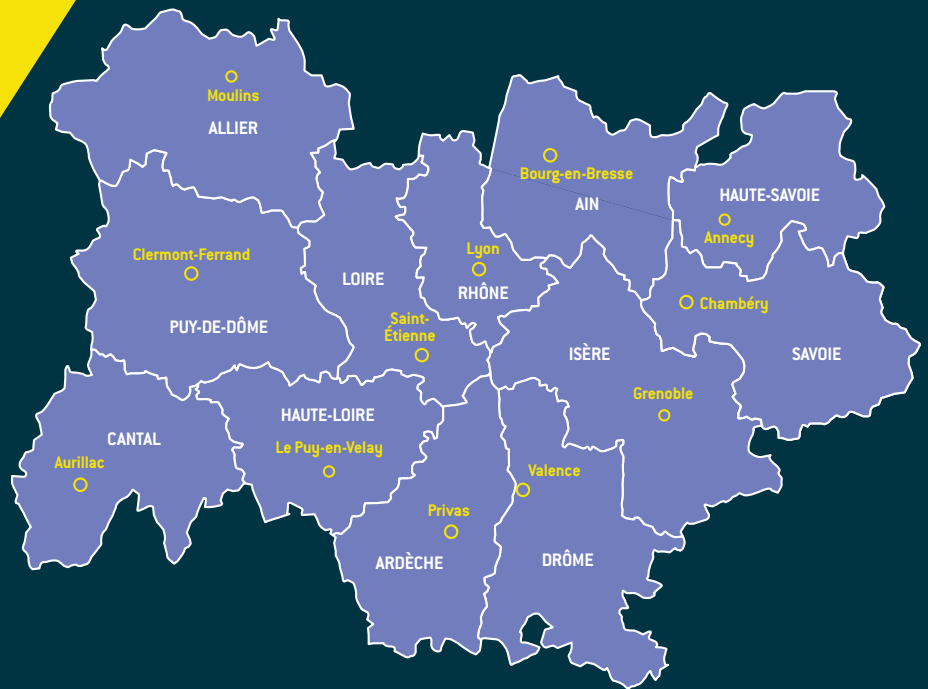 Moulins
ALLIER
Bourg-en-Bresse
AIN
HAUTE-SAVOIE
Annecy
Clermont-Ferrand
PUY-DE-DÔME
LOIRE
Lyon
RHÔNE
Saint-
Étienne
Chambéry
SAVOIE
ISÈRE
Grenoble
CANTAL
Aurillac
HAUTE-LOIRE
Le Puy-en-Velay
Privas
ARDÈCHE
Valence
DRÔME